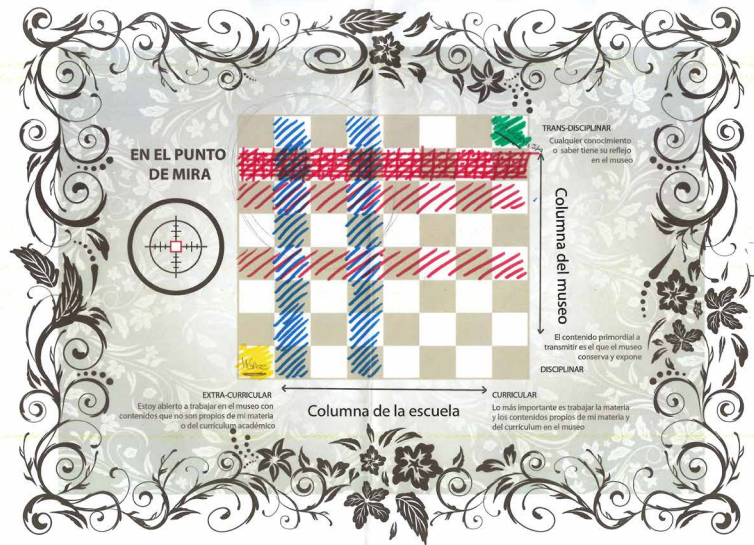 EN EL PUNTO
DE MIRA
TRANS-DISCIPLINAR
Cualquier conocimiento
o saber tiene su reflejo
en el museo
Columna del museo
El contenido primordial a
transmitir es el que el museo
conserva y expone
DISCIPLINAR
EXTRA-CURRICULAR
Estoy abierto a trabajar en el museo con
contenidos que no son propios de mi materia
o del currículum académico
Columna de la escuela
CURRICULAR
Lo más importante es trabajar la materia
y los contenidos propios de mi materia y
del currículum en el museo